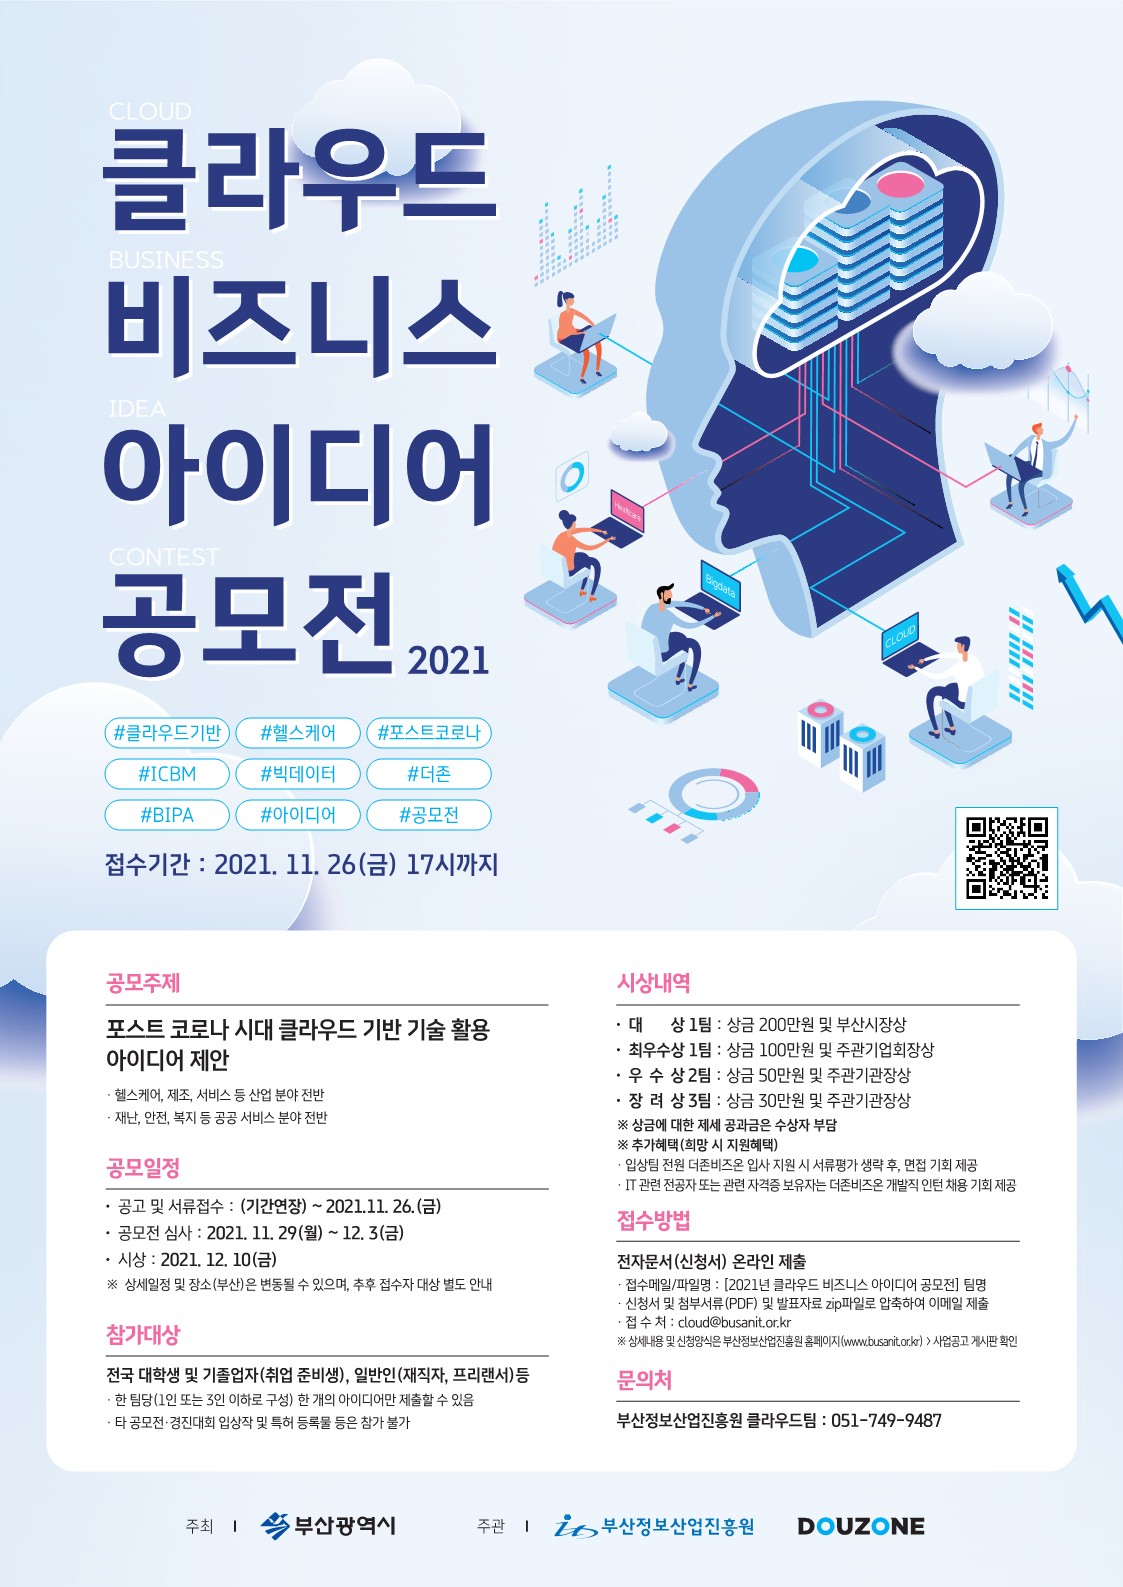 CLOUD
클라우드
BUSINESS
비즈니스
IDEA
아이디어
CONTEST
공모전 2021
#클라우드기반 #헬스케어 #포스트코로나
#ICBM #빅데이터 #더존
#BIPA #아이디어 #공모전
접수기간 : 2021. 11. 26(금) 17시까지
Healtcare
Bigdata
CLOUD
공모주제
포스트 코로나 시대 클라우드 기반 기술 활용
아이디어 제안
· 헬스케어, 제조, 서비스 등 산업 분야 전반
· 재난, 안전, 복지 등 공공 서비스 분야 전반
공모일정
• 공고 및 서류접수 : (기간연장) ~ 2021.11. 26.(금)
• 공모전 심사 : 2021. 11. 29(월) ~ 12. 3(금)
• 시상 : 2021. 12. 10(금)
※ 상세일정 및 장소(부산)은 변동될 수 있으며, 추후 접수자 대상 별도 안내
참가대상
전국 대학생 및 기졸업자(취업 준비생), 일반인(재직자, 프리랜서)등
· 한 팀당(1인 또는 3인 이하로 구성) 한 개의 아이디어만 제출할 수 있음
· 타 공모전·경진대회 입상작 및 특허 등록물 등은 참가 불가
시상내역
• 대 상 1팀 : 상금 200만원 및 부산시장상
• 최우수상 1팀 : 상금 100만원 및 주관기업회장상
• 우 수 상 2팀 : 상금 50만원 및 주관기관장상
• 장 려 상 3팀 : 상금 30만원 및 주관기관장상
※ 상금에 대한 제세 공과금은 수상자 부담
※ 추가혜택(희망 시 지원혜택)
· 입상팀 전원 더존비즈온 입사 지원 시 서류평가 생략 후, 면접 기회 제공
· IT 관련 전공자 또는 관련 자격증 보유자는 더존비즈온 개발직 인턴 채용 기회 제공
접수방법
전자문서(신청서) 온라인 제출
· 접수메일/파일명 : [2021년 클라우드 비즈니스 아이디어 공모전] 팀명
· 신청서 및 첨부서류(PDF) 및 발표자료 zip파일로 압축하여 이메일 제출
· 접 수 처 : cloud@busanit.or.kr
※ 상세내용 및 신청양식은 부산정보산업진흥원 홈페이지(www.busanit.or.kr) > 사업공고 게시판 확인
문의처
부산정보산업진흥원 클라우드팀 : 051-749-9487
주최 | 부산광역시 주관 | 부산정보산업진흥원 DOUZONE